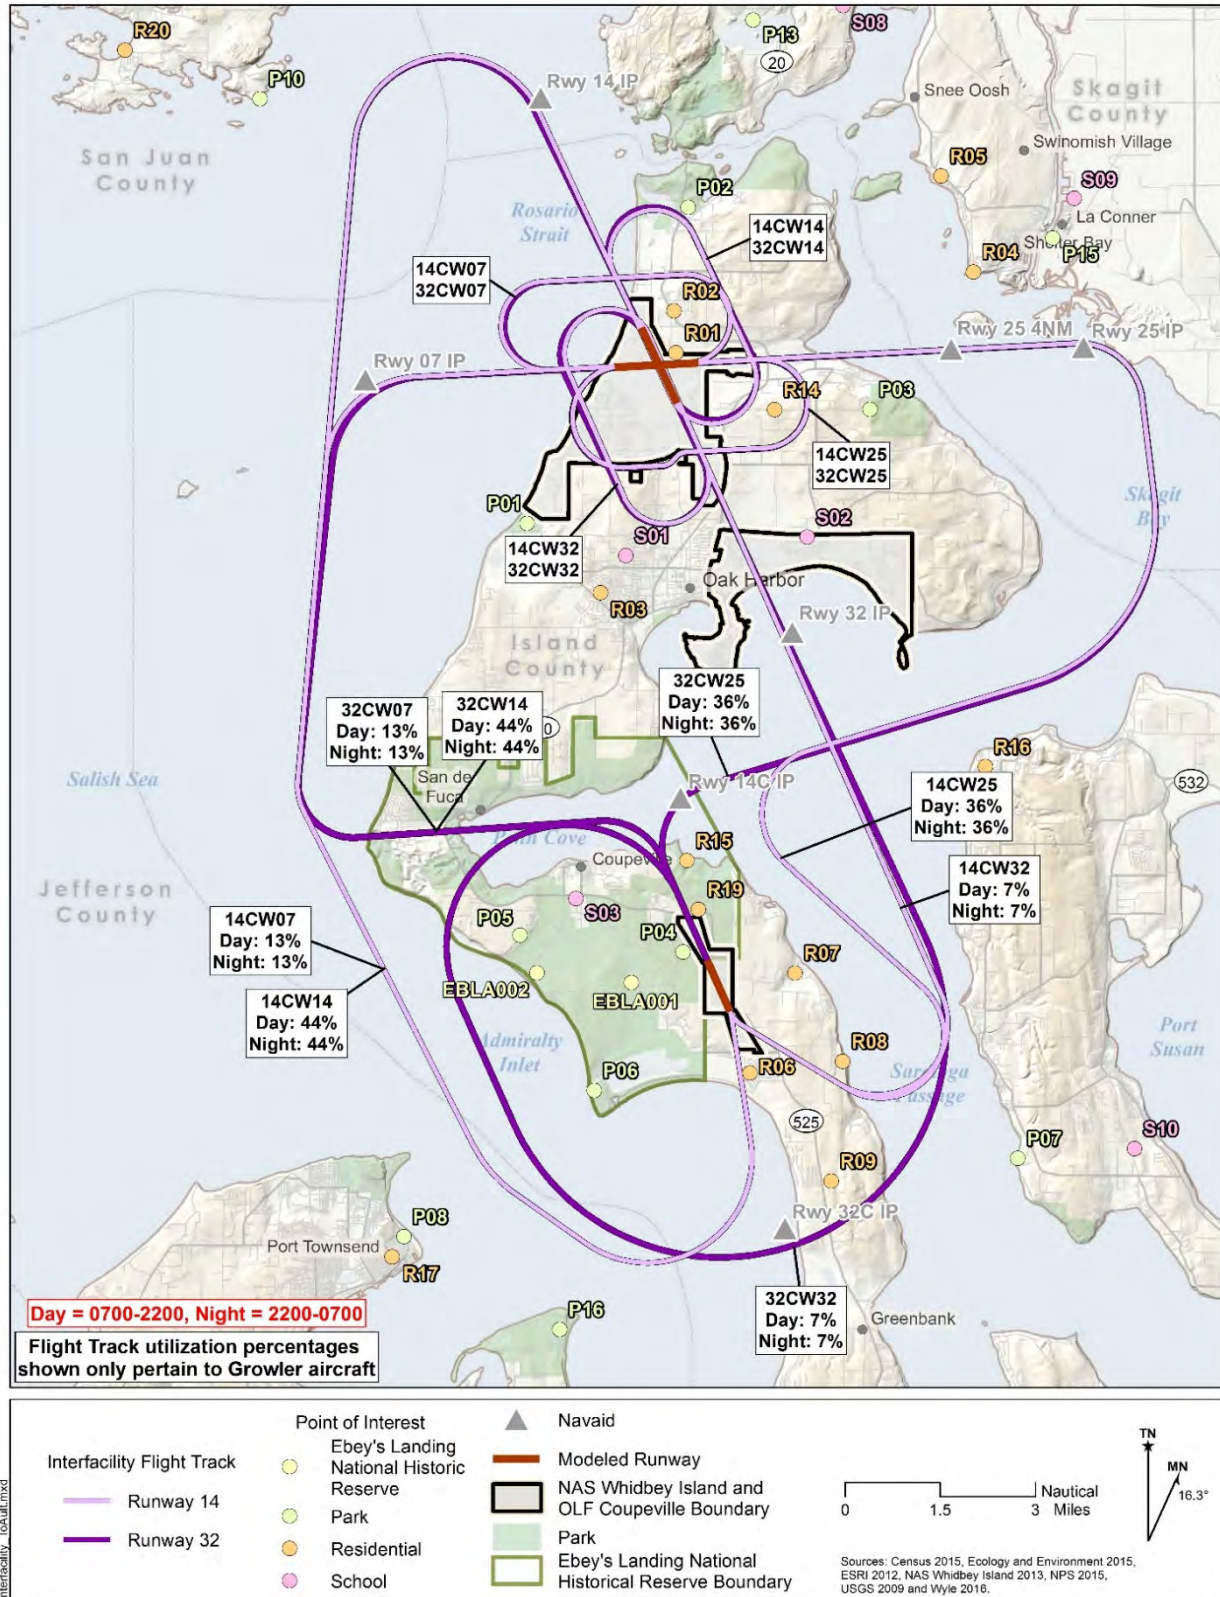 R20
P10
San Juan
County
Rwy 14 IP
P13
20
S08
Snee Oosh
Skagit
County
Swinomish Village
R05
S09
La Conner
Shelter Bay
P15
R04
P02
Rosario
Strait
14CW14
32CW14
14CW07
32CW07
R02
R01
Rwy 07 IP
Rwy 25 4NM
Rwy 25 IP
R14
P03
14CW25
32CW25
Skagit
Bay
P01
S01
S02
14CW32
32CW32
Oak Harbor
R03
Island
County
Rwy 32 IP
32CW25
Day: 36%
Night: 36%
32CW07
Day: 13%
Night: 13%
32CW14
Day: 44%
Night: 44%
0
San de
Fuca
Salish Sea
Rwy 14C IP
R16
532
14CW25
Day: 36%
Night: 36%
Penn Cove
Coupeville
R15
14CW32
Day: 7%
Night: 7%
Jefferson
County
S03
R19
P05
P04
14CW07
Day: 13%
Night: 13%
EBLA002
EBLA001
R07
14CW14
Day: 44%
Night: 44%
Admiralty
Inlet
Port
Susan
R08
R06
Saratoga
Passage
P06
525
P07
S10
R09
Rwy 32C IP
P08
Port Townsend
R17
32CW32
Day: 7%
Night: 7%
Greenbank
P16
Day = 0700-2200, Night = 2200-0700
Flight Track utilization percentages
shown only pertain to Growler aircraft
Interfacility Flight Track
Runway 14
Runway 32
Point of Interest
Ebey's Landing
National Historic
Reserve
Park
Residential
School
Navaid
Modeled Runway
NAS Whidbey Island and
OLF Coupeville Boundary
Park
Ebey's Landing National
Historical Reserve Boundary
0 1.5 3
Nautical
Miles
TN
MN
16.3°
Sources: Census 2015, Ecology and Environment 2015,
ESRI 2012, NAS Whidbey Island 2013, NPS 2015,
USGS 2009 and Wyle 2016.